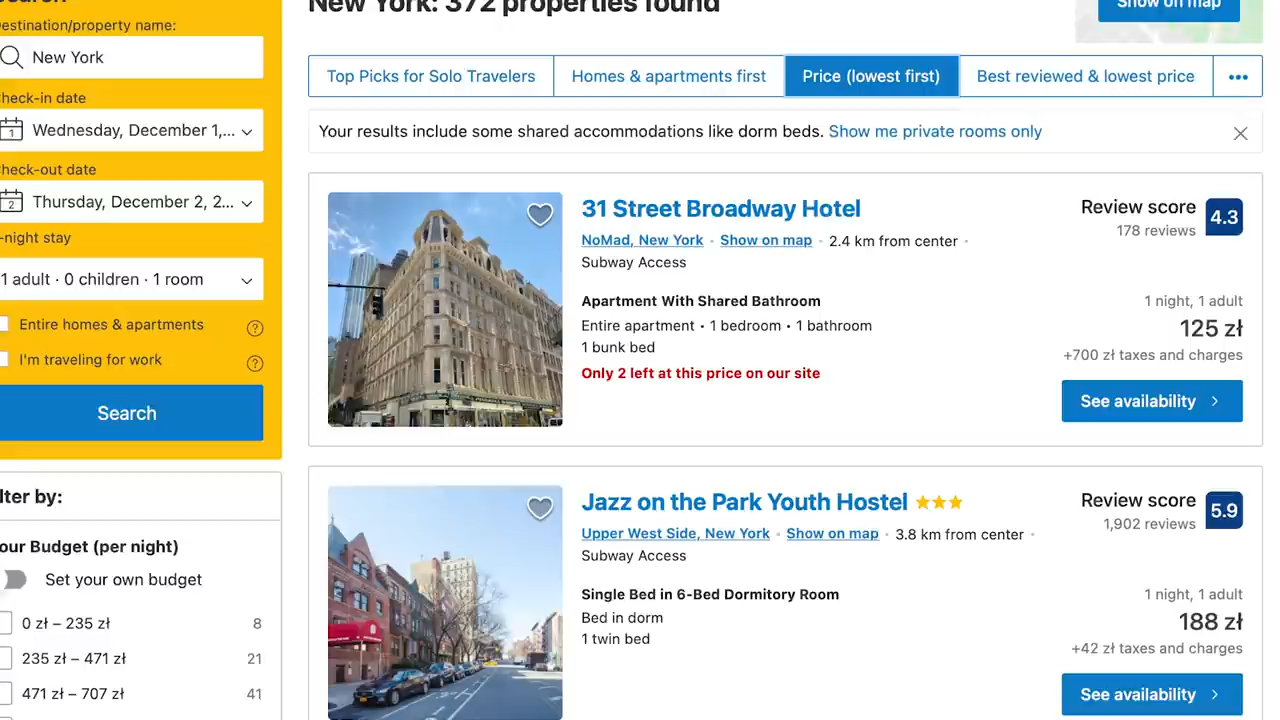 New York: 372 properties found
Show on map
Destination/property name:
New York
Check-in date
1
Wednesday, December 1,...
Check-out date
2
Thursday, December 2, 2...
-night stay
1 adult · 0 children · 1 room
Entire homes & apartments
I'm traveling for work
Search
Filter by:
Your Budget (per night)
Set your own budget
0 zł – 235 zł 8
235 zł – 471 zł 21
471 zł – 707 zł 41
Top Picks for Solo Travelers
Homes & apartments first
Price (lowest first)
Best reviewed & lowest price
•••
Your results include some shared accommodations like dorm beds. Show me private rooms only
31 Street Broadway Hotel
NoMad, New York · Show on map · 2.4 km from center ·
Subway Access
Apartment With Shared Bathroom
Entire apartment • 1 bedroom • 1 bathroom
1 bunk bed
Only 2 left at this price on our site
Review score 4.3
178 reviews
1 night, 1 adult
125 zł
+700 zł taxes and charges
See availability
Jazz on the Park Youth Hostel
Upper West Side, New York · Show on map · 3.8 km from center ·
Subway Access
Single Bed in 6-Bed Dormitory Room
Bed in dorm
1 twin bed
Review score 5.9
1,902 reviews
1 night, 1 adult
188 zł
+42 zł taxes and charges
See availability